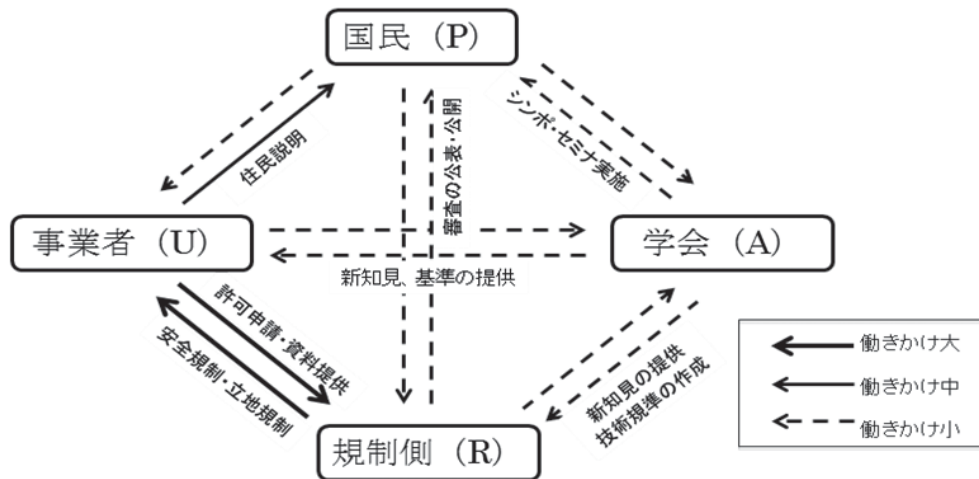 国民 (P)
住民説明
審査の公表・公開
シンポ・セミナ実施
事業者 (U)
学会 (A)
新知見、基準の提供
許可申請・資料提供
安全規制・立地規制
新知見の提供
技術規準の作成
規制側 (R)
働きかけ大
働きかけ中
働きかけ小